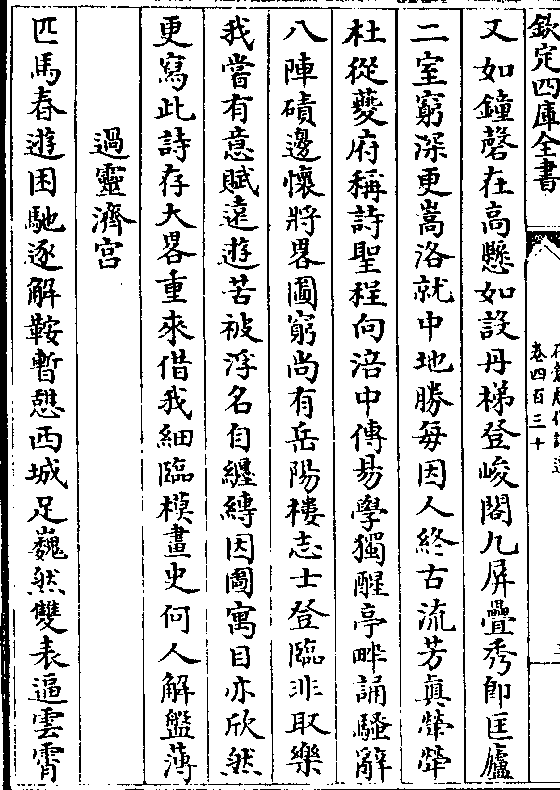 欽定四庫全書
卷四百三十
又如鐘磬在高懸如設丹梯登峻閣九屏疊秀即匡廬
二室窮深更嵩洛就中地勝每因人終古流芳真犖犖
杜從夔府稱詩聖程向涪中傳易學獨醒亭畔誦騷辭
八陣磧邊懷將畧圖窮尚有岳陽樓志士登臨非取樂
我嘗有意賦遠遊苦被浮名自纏縛因圖寓目亦欣然
更寫此詩存大畧重來借我細臨模畫史何人解盤薄
過靈濟宫
匹馬春遊困馳逐解鞍暫憩西城足巍然雙表逼雲霄